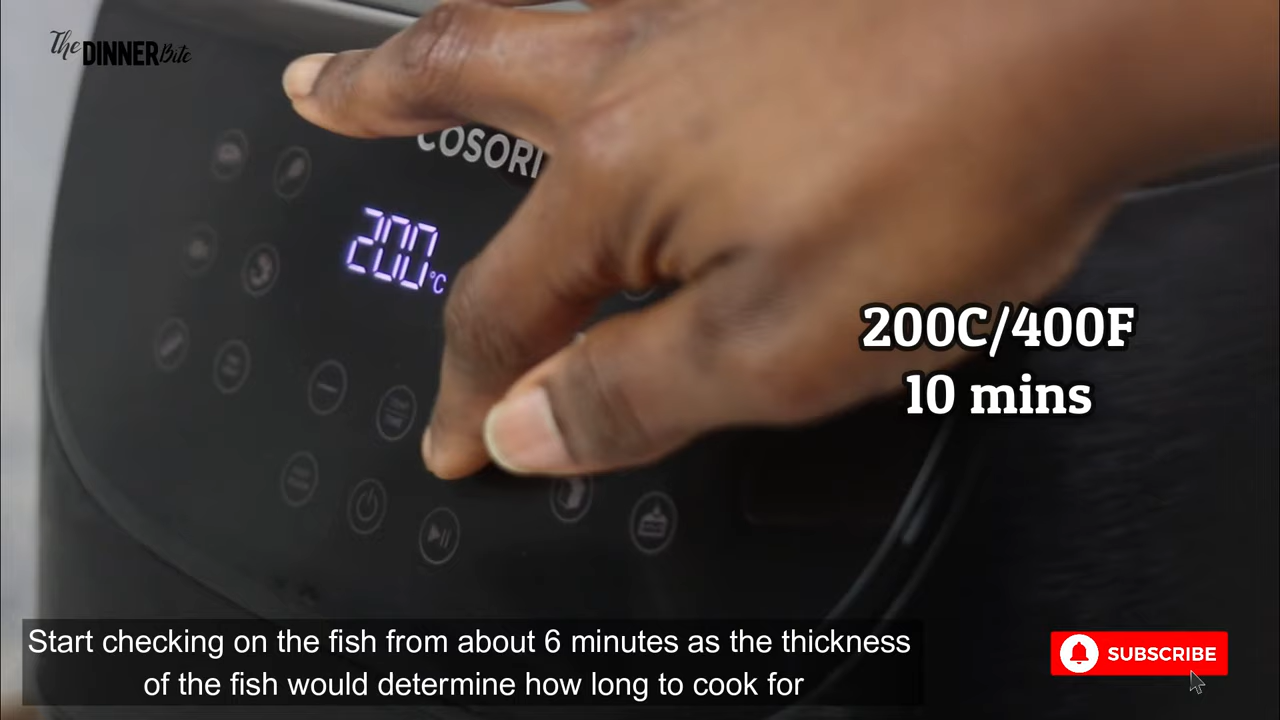 The DINNER Bite
COSORI
200°C
200C/400F
10 mins
Start checking on the fish from about 6 minutes as the thickness
of the fish would determine how long to cook for
SUBSCRIBE